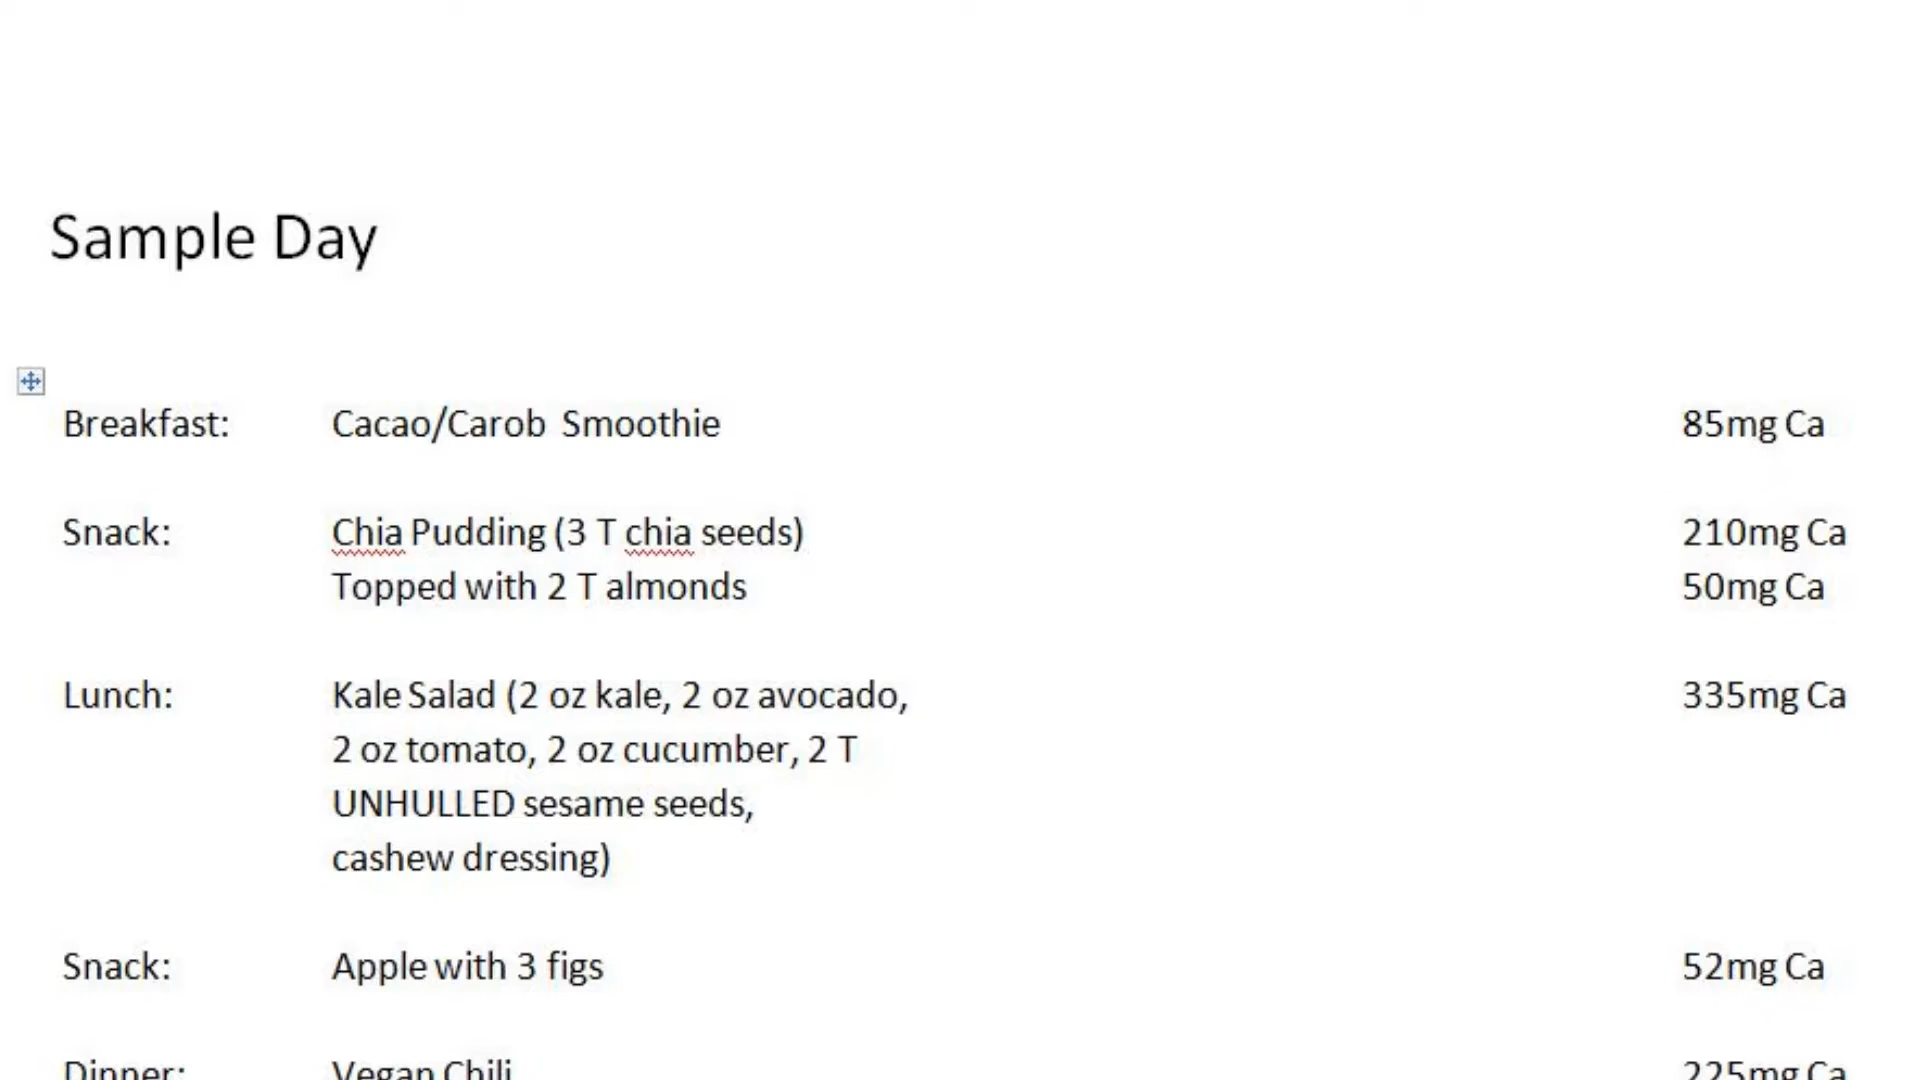 Sample Day
Breakfast: Cacao/Carob Smoothie 85mg Ca
Snack: Chia Pudding (3 T chia seeds) 210mg Ca
Topped with 2 T almonds 50mg Ca
Lunch: Kale Salad (2 oz kale, 2 oz avocado, 335mg Ca
2 oz tomato, 2 oz cucumber, 2 T
UNHULLED sesame seeds,
cashew dressing)
Snack: Apple with 3 figs 52mg Ca
Dinner: Vegan Chili 225mg Ca